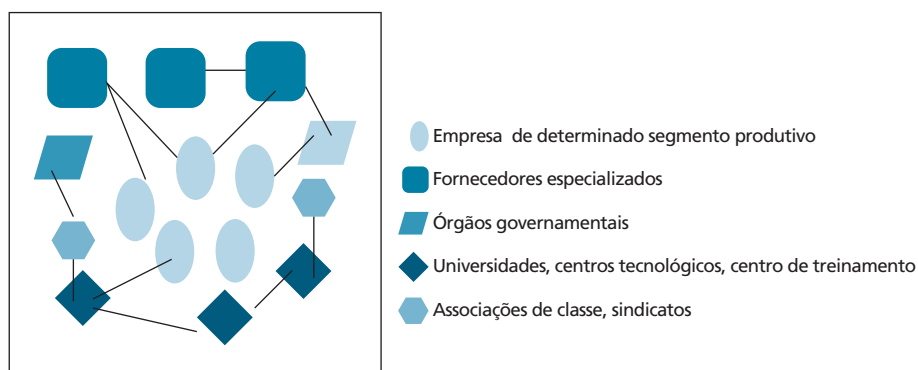 Empresa de determinado segmento produtivo
Fornecedores especializados
Órgãos governamentais
Universidades, centros tecnológicos, centro de treinamento
Associações de classe, sindicatos